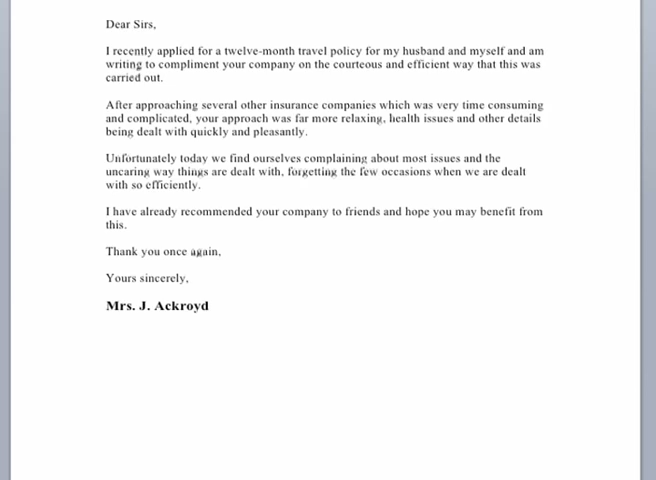 Dear Sirs,
I recently applied for a twelve-month travel policy for my husband and myself and am
writing to compliment your company on the courteous and efficient way that this was
carried out.
After approaching several other insurance companies which was very time consuming
and complicated, your approach was far more relaxing, health issues and other details
being dealt with quickly and pleasantly.
Unfortunately today we find ourselves complaining about most issues and the
uncaring way things are dealt with, forgetting the few occasions when we are dealt
with so efficiently.
I have already recommended your company to friends and hope you may benefit from
this.
Thank you once again,
Yours sincerely,
Mrs. J. Ackroyd